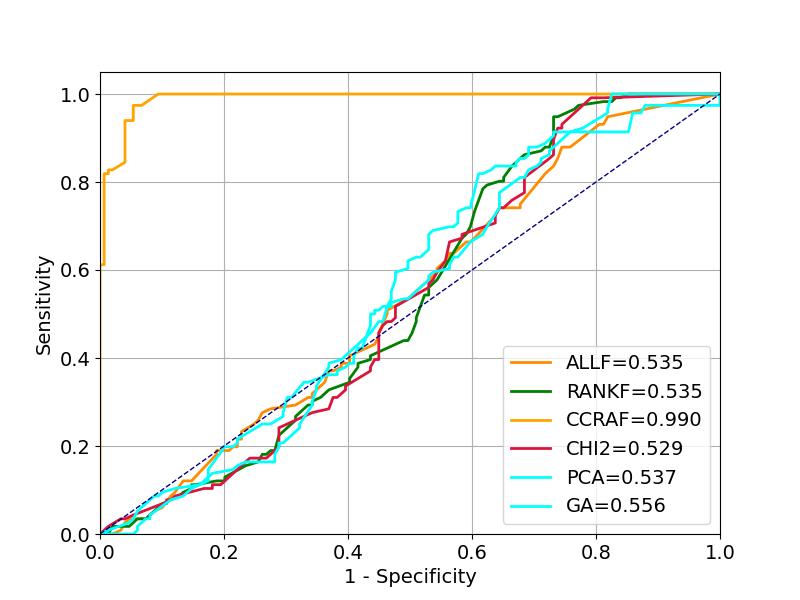 1.0
0.8
0.6
0.4
0.2
0.0
Sensitivity
ALLF=0.535
RANKF=0.535
CCRAF=0.990
CHI2=0.529
PCA=0.537
GA=0.556
0.0 0.2 0.4 0.6 0.8 1.0
1 - Specificity